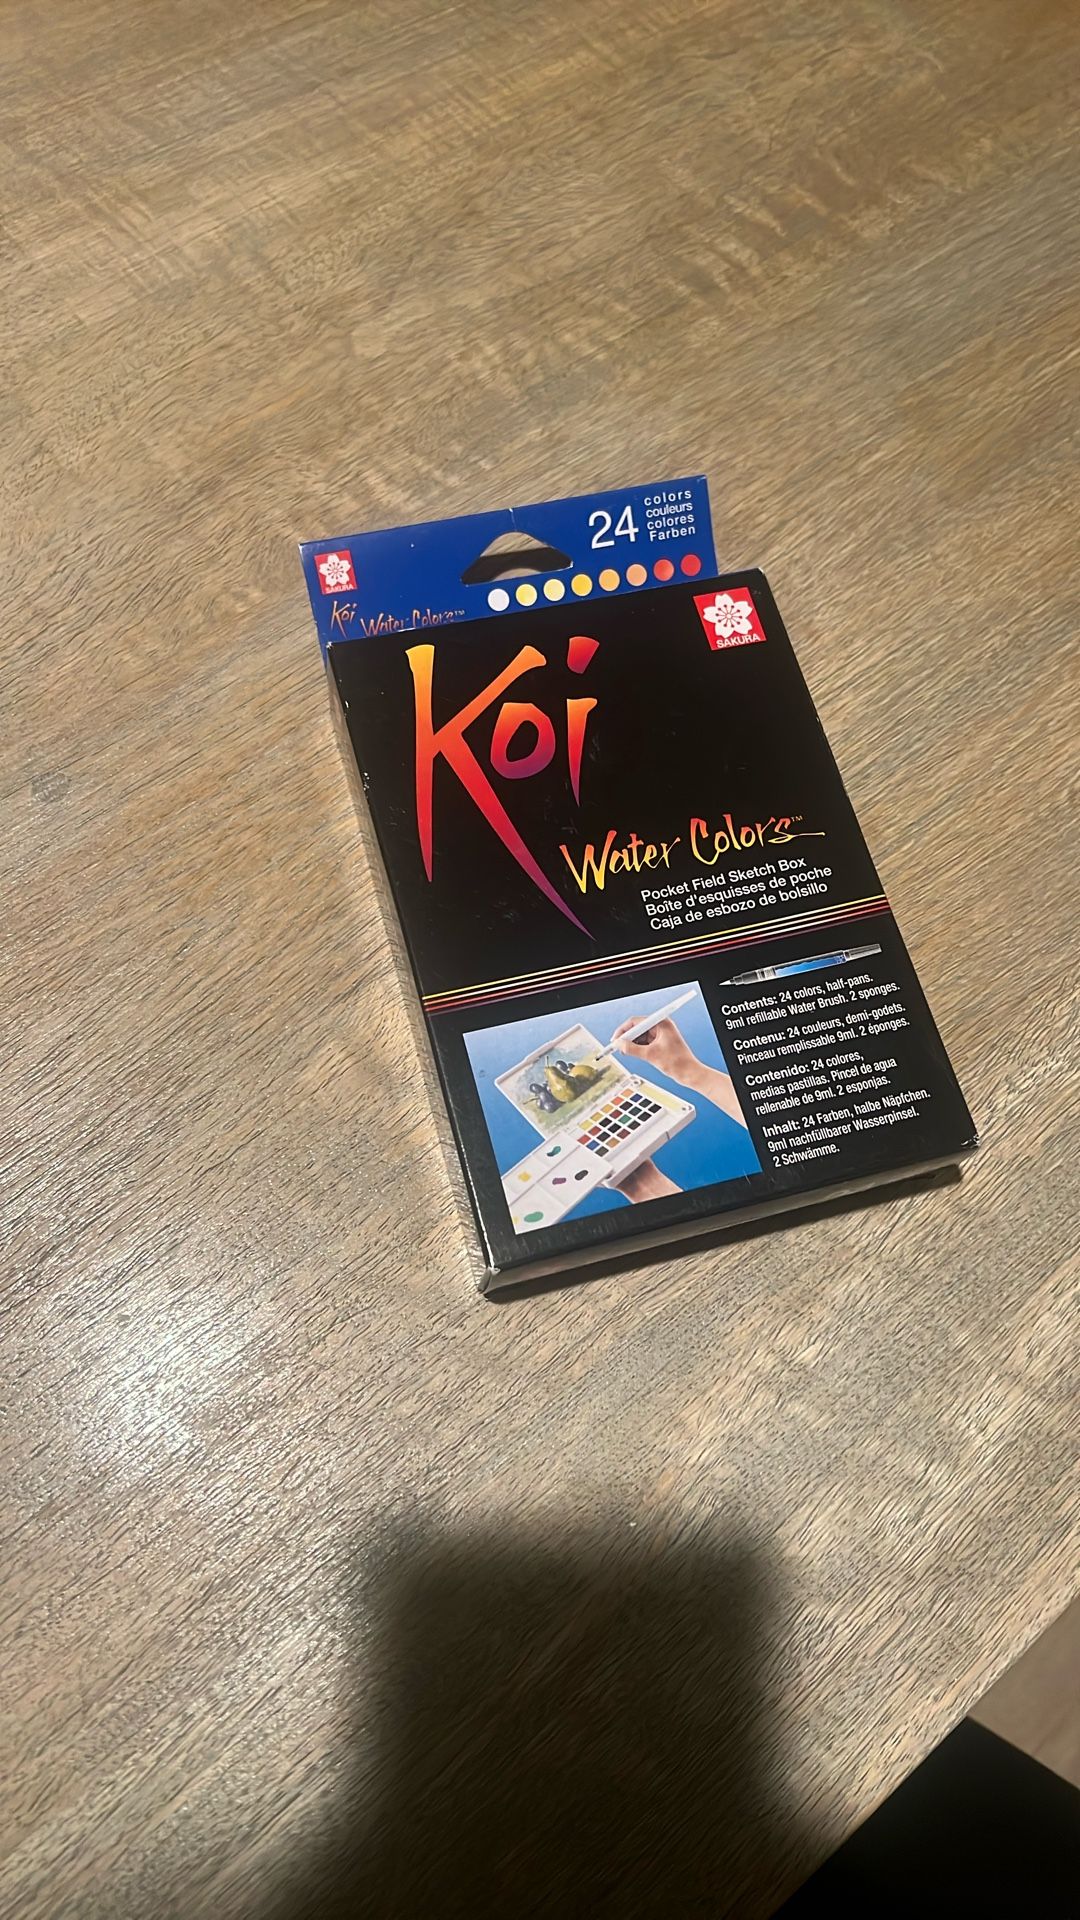 24
colors
couleurs
colores
Farben
SAKURA
Koi Water Colors™
SAKURA
Koi
Water Colors™
Pocket Field Sketch Box
Boîte d'esquisses de poche
Caja de esbozo de bolsillo
Contents: 24 colors, half-pans.
9ml refillable Water Brush. 2 sponges.
Contenu: 24 couleurs, demi-godets.
Pinceau remplissable 9ml. 2 éponges.
Contenido: 24 colores,
medias pastillas. Pincel de agua
rellenable de 9ml. 2 esponjas.
Inhalt: 24 Farben, halbe Näpfchen.
9ml nachfüllbarer Wasserpinsel.
2 Schwämme.